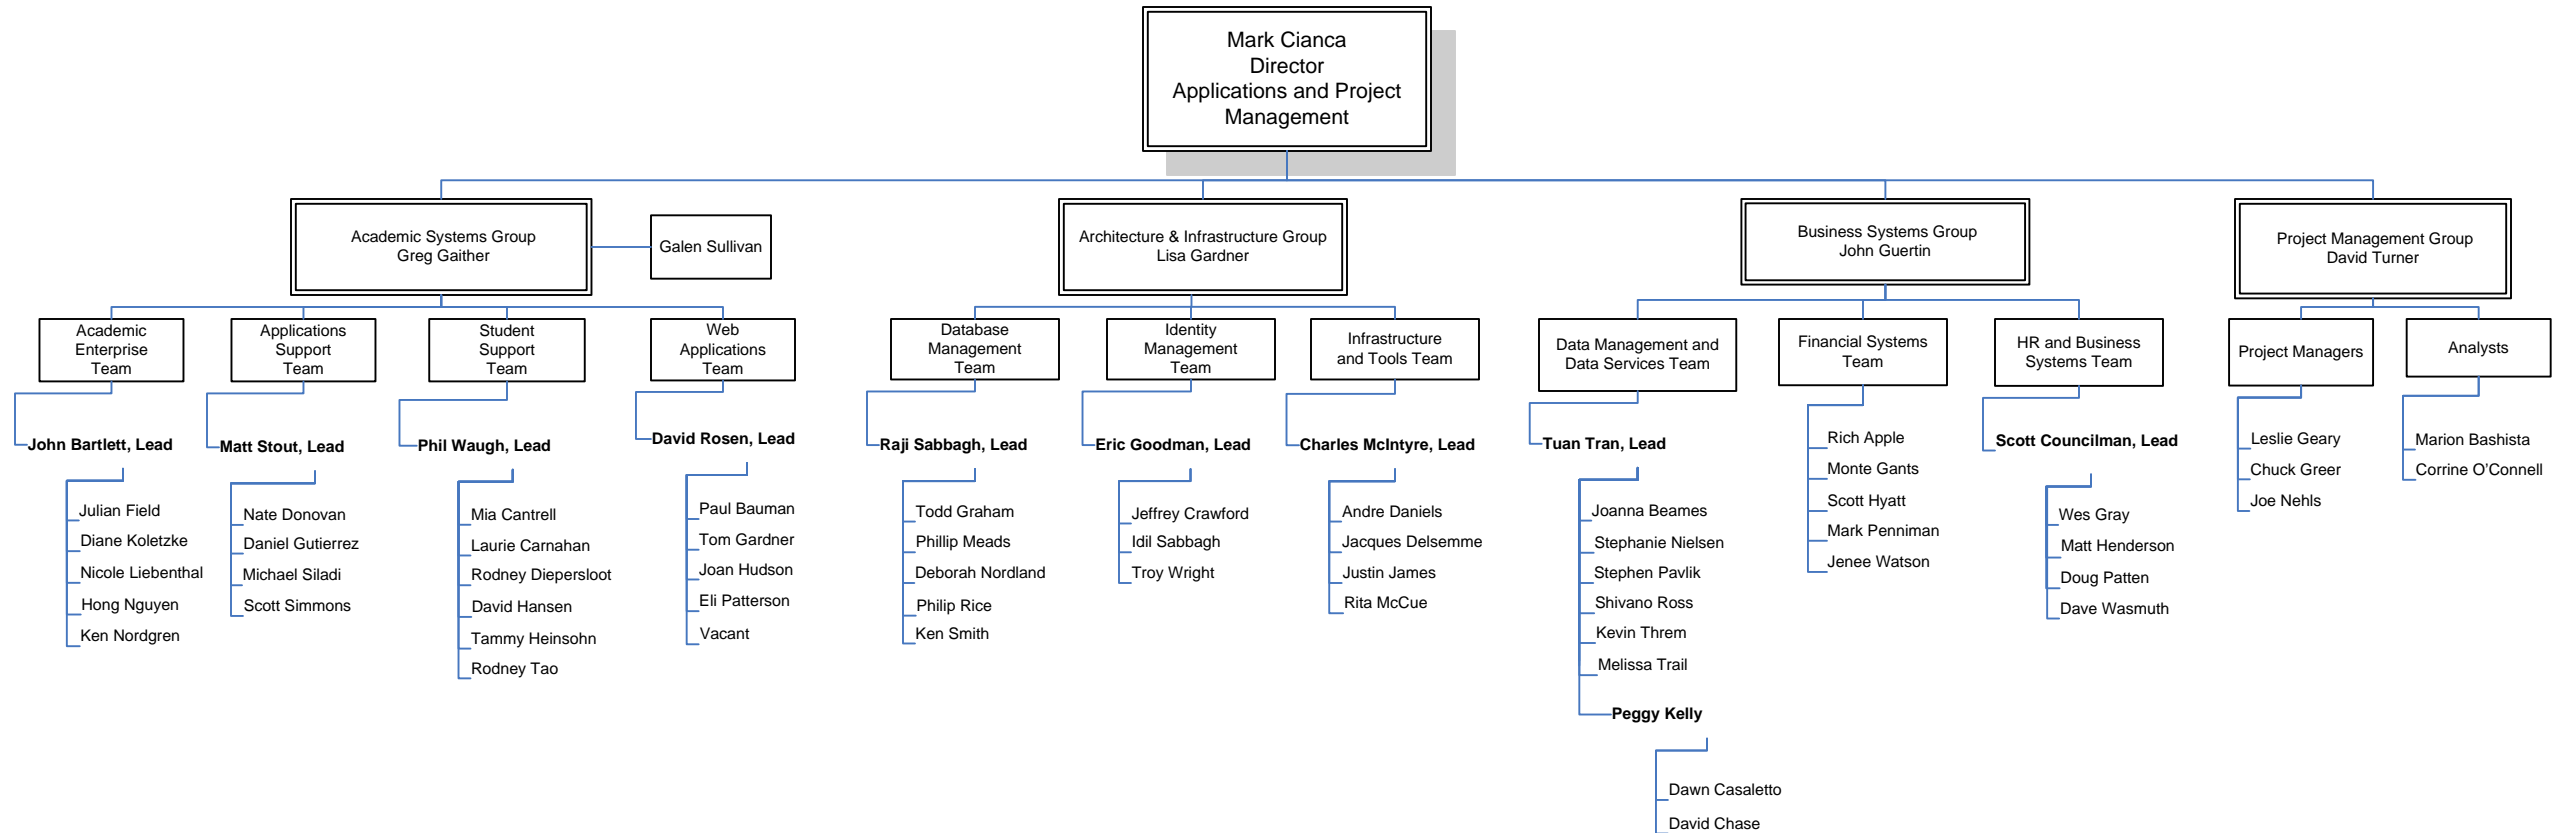 Mark Cianca
Director
Applications and Project
Management
Academic Systems Group
Greg Gaither
Galen Sullivan
Architecture & Infrastructure Group
Lisa Gardner
Business Systems Group
John Guertin
Project Management Group
David Turner
Academic
Enterprise
Team
John Bartlett, Lead
Julian Field
Diane Koletzke
Nicole Liebenthal
Hong Nguyen
Ken Nordgren
Applications
Support
Team
Matt Stout, Lead
Nate Donovan
Daniel Gutierrez
Michael Siladi
Scott Simmons
Student
Support
Team
Phil Waugh, Lead
Mia Cantrell
Laurie Carnahan
Rodney Diepersloot
David Hansen
Tammy Heinsohn
Rodney Tao
Web
Applications
Team
David Rosen, Lead
Paul Bauman
Tom Gardner
Joan Hudson
Eli Patterson
Vacant
Database
Management
Team
Raji Sabbagh, Lead
Todd Graham
Phillip Meads
Deborah Nordland
Philip Rice
Ken Smith
Identity
Management
Team
Eric Goodman, Lead
Jeffrey Crawford
Idil Sabbagh
Troy Wright
Infrastructure
and Tools Team
Charles McIntyre, Lead
Andre Daniels
Jacques Delsemme
Justin James
Rita McCue
Data Management and
Data Services Team
Tuan Tran, Lead
Joanna Beames
Stephanie Nielsen
Stephen Pavlik
Shivano Ross
Kevin Threm
Melissa Trail
Peggy Kelly
Dawn Casaletto
David Chase
Financial Systems
Team
Rich Apple
Monte Gants
Scott Hyatt
Mark Penniman
Jenee Watson
HR and Business
Systems Team
Scott Councilman, Lead
Wes Gray
Matt Henderson
Doug Patten
Dave Wasmuth
Project Managers
Leslie Geary
Chuck Greer
Joe Nehls
Analysts
Marion Bashista
Corrine O’Connell